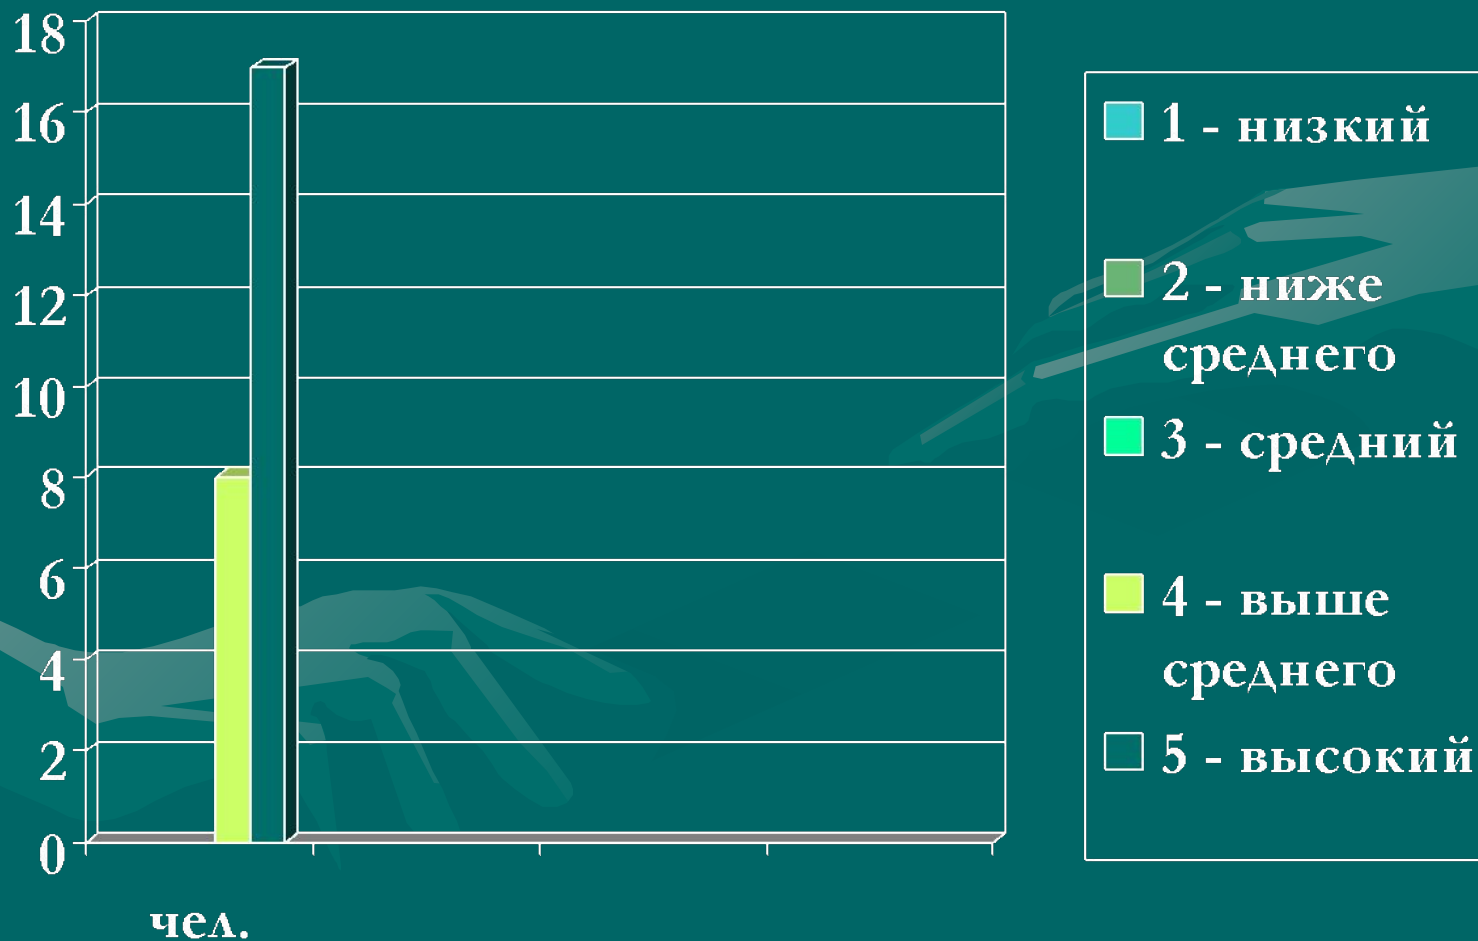 18
16
14
12
10
8
6
4
2
0
чел.
1 - низкий
2 - ниже
среднего
3 - средний
4 - выше
среднего
5 - высокий